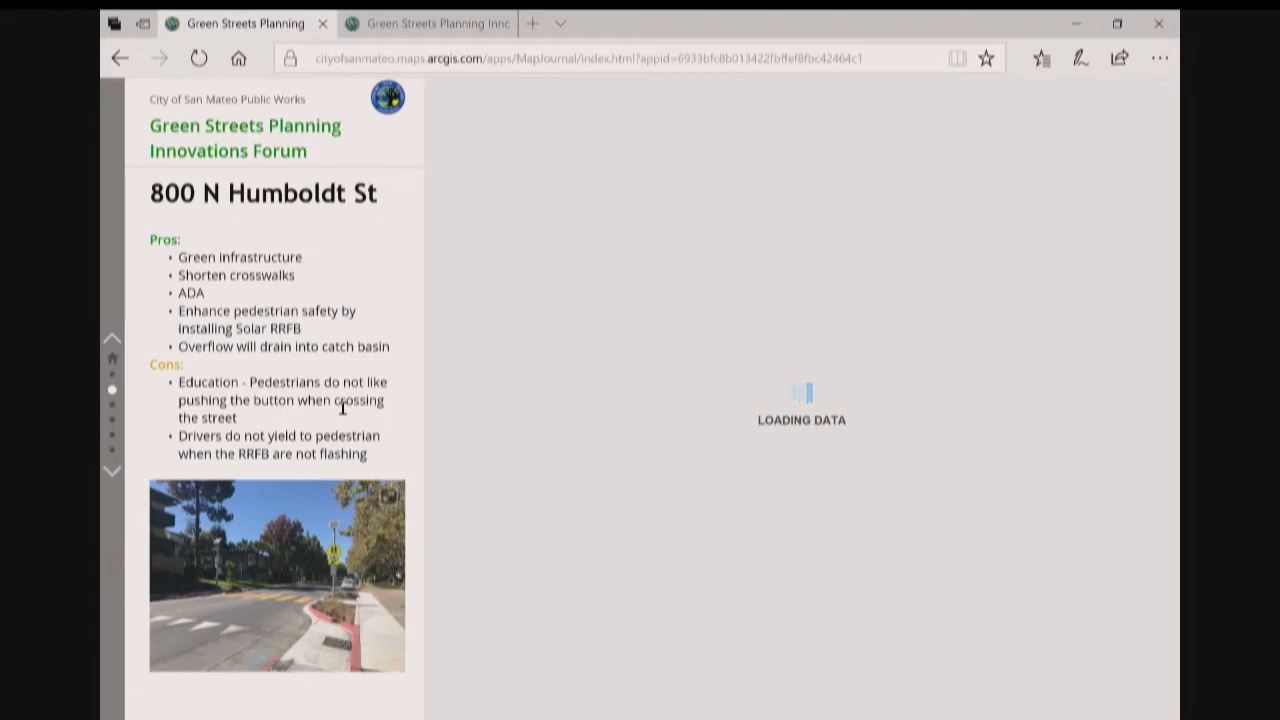 Green Streets Planning
Green Streets Planning Innc
cityofsanmateo.maps.arcgis.com/apps/MapJournal/index.html?appid=6933bfc8b013422fbffef8fbc42464c1
City of San Mateo Public Works
Green Streets Planning
Innovations Forum
800 N Humboldt St
Pros:
• Green infrastructure
• Shorten crosswalks
• ADA
• Enhance pedestrian safety by
installing Solar RRFB
• Overflow will drain into catch basin
Cons:
• Education - Pedestrians do not like
pushing the button when crossing
the street
• Drivers do not yield to pedestrian
when the RRFB are not flashing
LOADING DATA